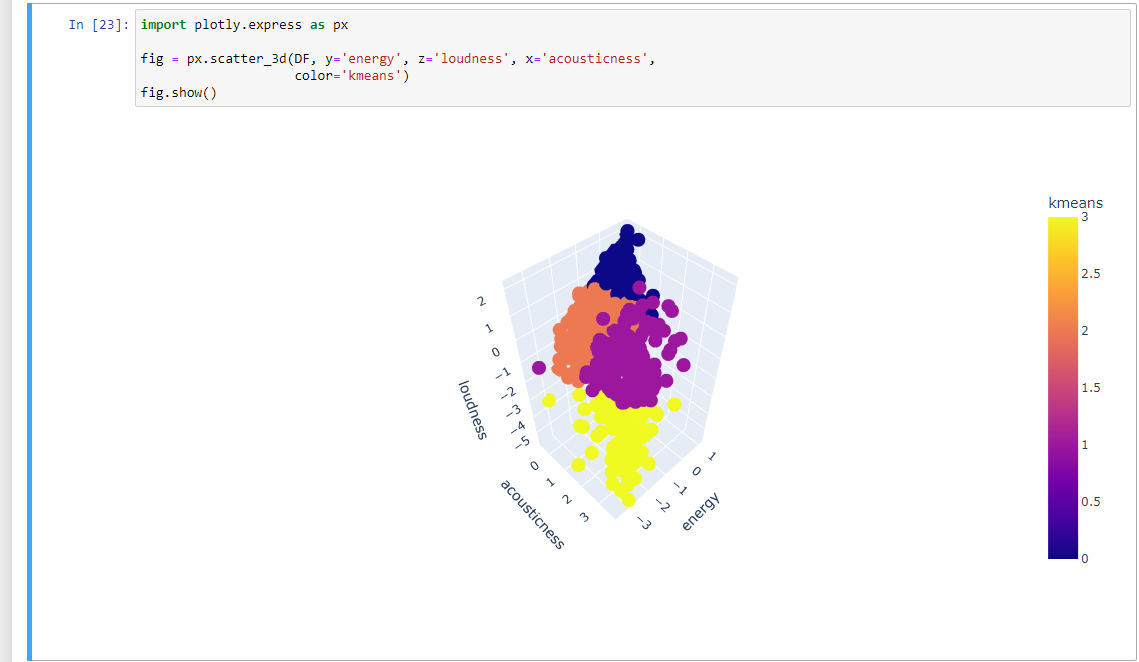 In [23]:
import plotly.express as px
fig = px.scatter_3d(DF, y='energy', z='loudness', x='acousticness',
color='kmeans')
fig.show()
kmeans
3
2.5
2
1.5
1
0.5
0
2
1
0
−1
−2
−3
−4
−5
loudness
0
1
2
3
acousticness
1
0
−1
−2
−3
energy